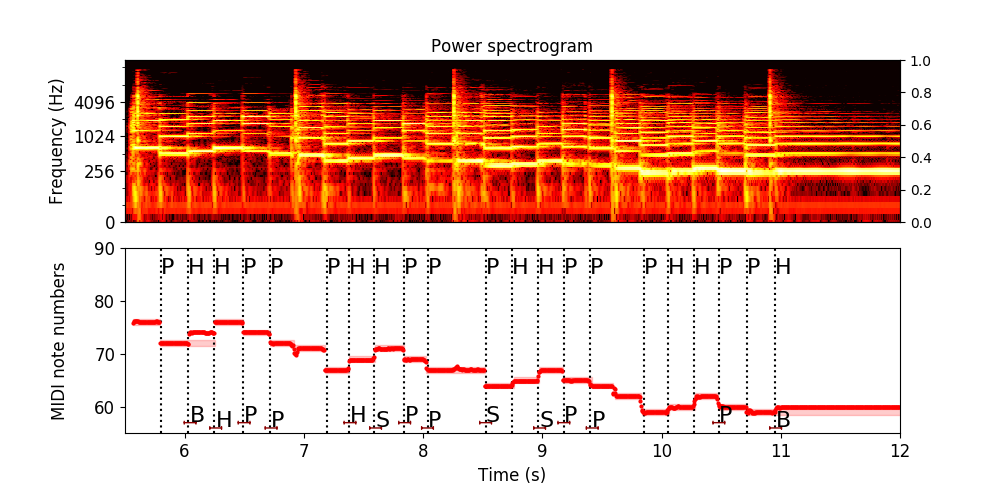 Power spectrogram
Frequency (Hz)
4096
1024
256
0
1.0
0.8
0.6
0.4
0.2
0.0
MIDI note numbers
90
80
70
60
P H H P P P H H P P P H H P P P H H P P H
B H P P H S P P S S P P P B
6 7 8 9 10 11 12
Time (s)